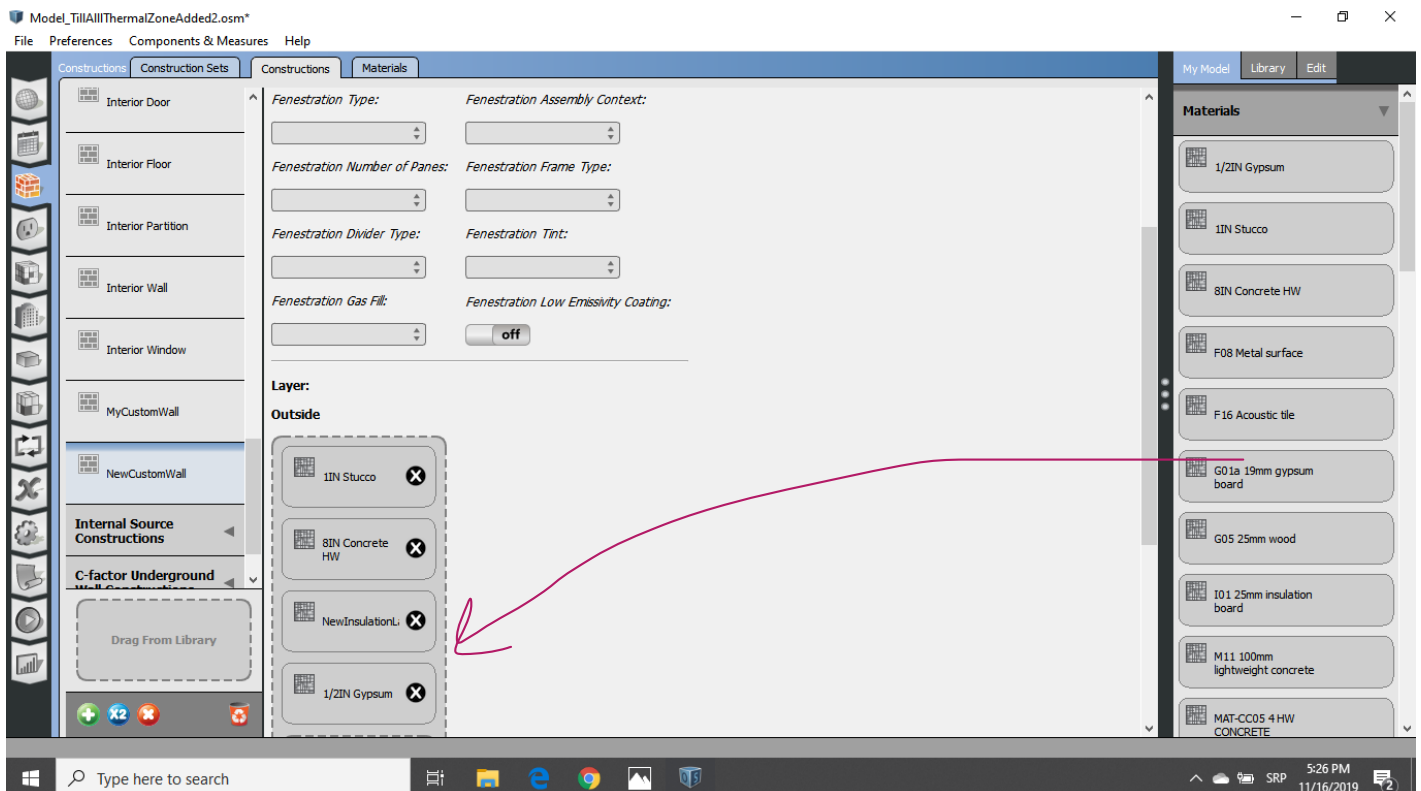 Model_TillAllIThermalZoneAdded2.osm*
File Preferences Components & Measures Help
Constructions Construction Sets Constructions Materials
My Model Library Edit
Interior Door
Interior Floor
Interior Partition
Interior Wall
Interior Window
MyCustomWall
NewCustomWall
Internal Source
Constructions
C-factor Underground
Wall Constructions
Drag From Library
X2
Fenestration Type: Fenestration Assembly Context:
Fenestration Number of Panes: Fenestration Frame Type:
Fenestration Divider Type: Fenestration Tint:
Fenestration Gas Fill: Fenestration Low Emissivity Coating:
off
Layer:
Outside
1IN Stucco
8IN Concrete
HW
NewInsulationL
1/2IN Gypsum
Materials
1/2IN Gypsum
1IN Stucco
8IN Concrete HW
F08 Metal surface
F16 Acoustic tile
G01a 19mm gypsum
board
G05 25mm wood
I01 25mm insulation
board
M11 100mm
lightweight concrete
MAT-CC05 4 HW
CONCRETE
Type here to search
SRP
5:26 PM
11/16/2019
2